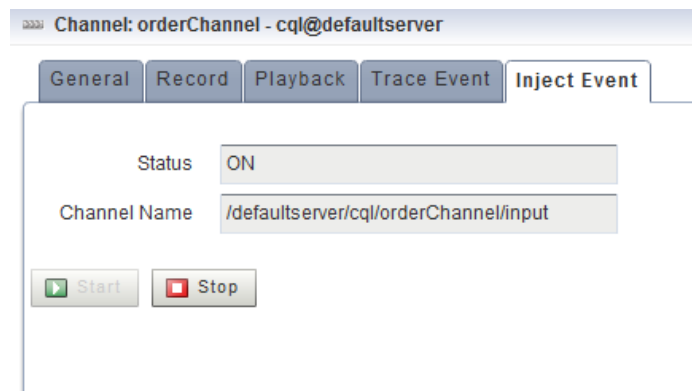 Channel: orderChannel - cql@defaultserver
General Record Playback Trace Event Inject Event
Status ON
Channel Name /defaultserver/cql/orderChannel/input
Start Stop